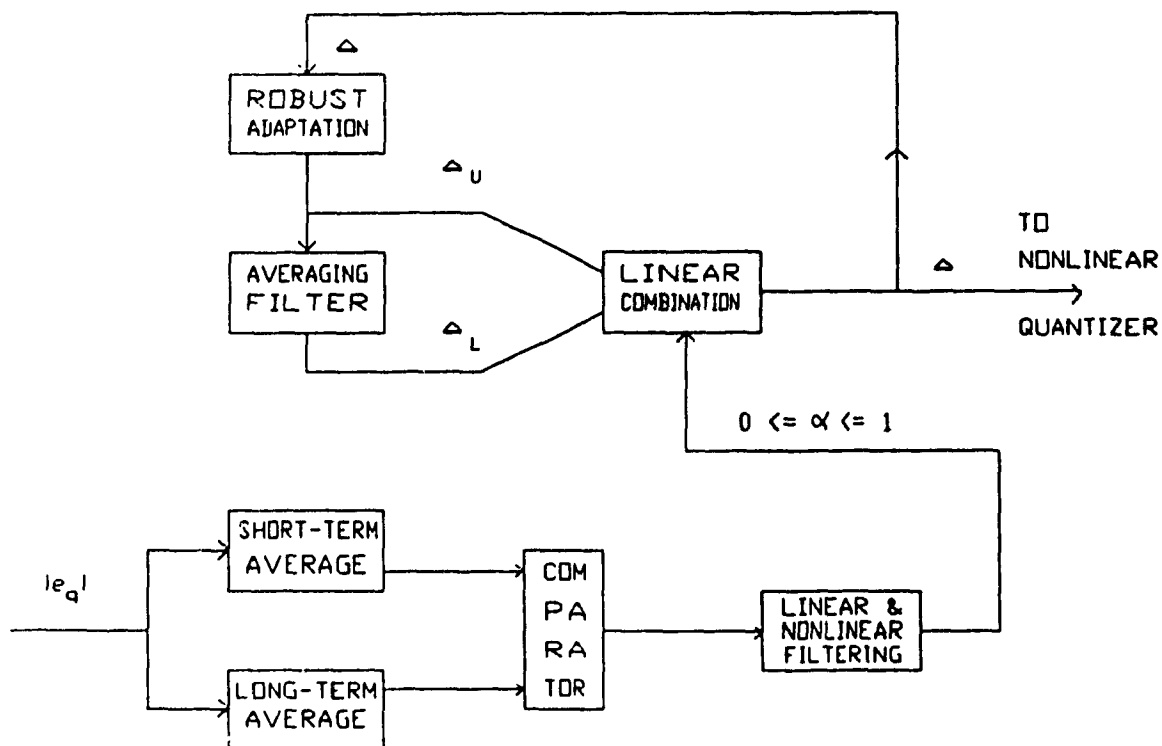 Δ
ROBUST
ADAPTATION
Δ U
AVERAGING
FILTER
Δ L
LINEAR
COMBINATION
Δ
TO
NONLINEAR
QUANTIZER
0 <= α <= 1
|e q|
SHORT-TERM
AVERAGE
LONG-TERM
AVERAGE
COM
PA
RA
TOR
LINEAR &
NONLINEAR
FILTERING